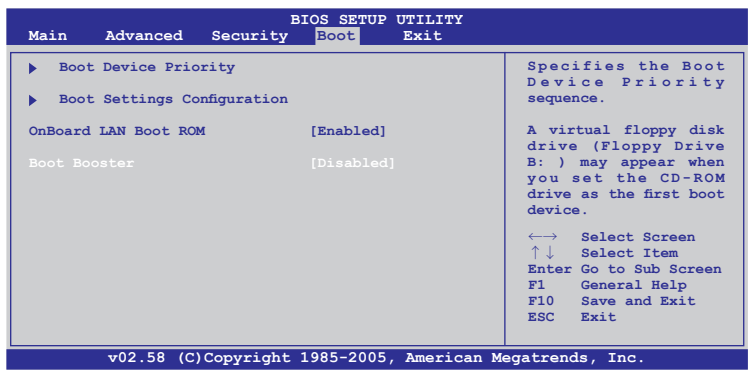 BIOS SETUP UTILITY
Main Advanced Security Boot Exit
Boot Device Priority
Boot Settings Configuration
OnBoard LAN Boot ROM [Enabled]
Boot Booster [Disabled]
Specifies the Boot
Device Priority
sequence.
A virtual floppy disk
drive (Floppy Drive
B: ) may appear when
you set the CD-ROM
drive as the first boot
device.
←→ Select Screen
↑↓ Select Item
Enter Go to Sub Screen
F1 General Help
F10 Save and Exit
ESC Exit
v02.58 (C)Copyright 1985-2005, American Megatrends, Inc.